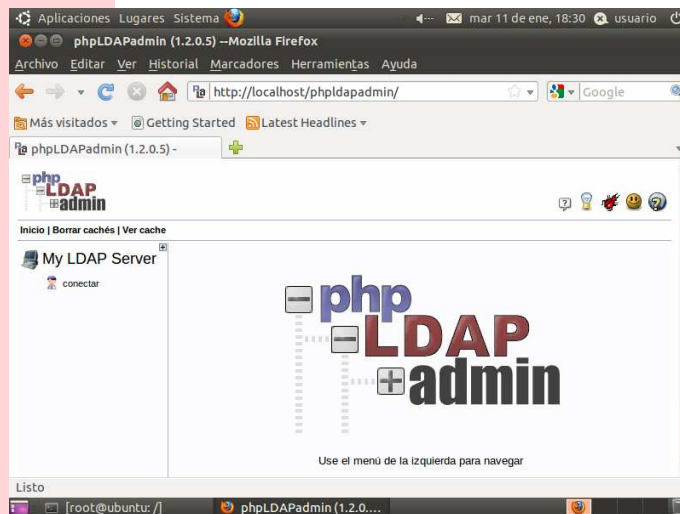 Aplicaciones Lugares Sistema mar 11 de ene, 18:30 usuario
phpLDAPadmin (1.2.0.5) --Mozilla Firefox
Archivo Editar Ver Historial Marcadores Herramientas Ayuda
http://localhost/phpldapadmin/ Google
Más visitados Getting Started Latest Headlines
phpLDAPadmin (1.2.0.5) -
php
LDAP
admin
Inicio | Borrar cachés | Ver cache
My LDAP Server
conectar
php
LDAP
admin
Use el menú de la izquierda para navegar
Listo
[root@ubuntu: /] phpLDAPadmin (1.2.0....